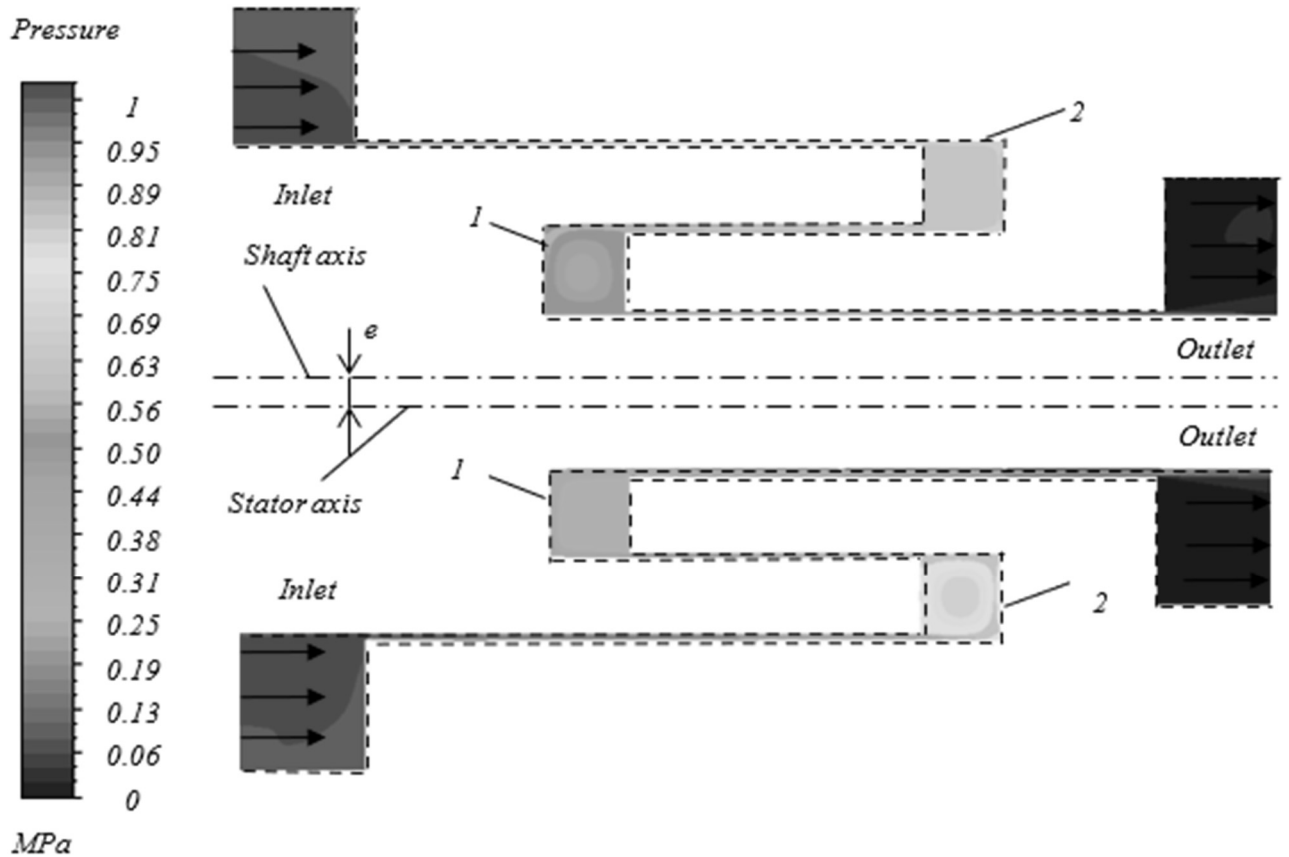 Pressure
1
0.95
0.89
0.81
0.75
0.69
0.63
0.56
0.50
0.44
0.38
0.31
0.25
0.19
0.13
0.06
0
MPa
2
Inlet
1
Shaft axis
e
Outlet
Outlet
1
Stator axis
Inlet
2